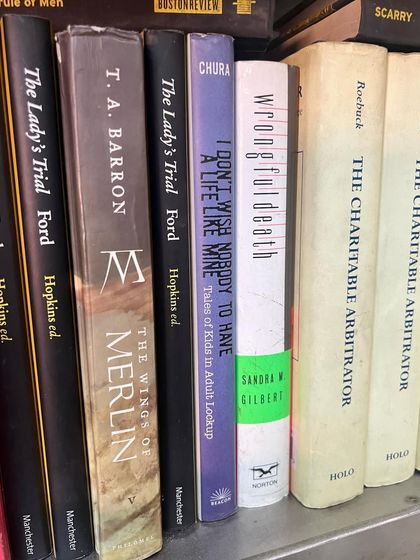 rule of Men
BOSTONREVIEW.
SCARRY
The Lady's Trial Ford
Hopkins ed.
Manchester
Manchester
T. A. BARRON
THE WINGS OF
MERLIN
V
PHILOMEL
The Lady's Trial Ford
Hopkins ed.
Manchester
CHURA
I DON'T WISH NOBODY TO HAVE
A LIFE LIKE MINE
Tales of Kids in Adult Lockup
BEACON
wrongful death
SANDRA M.
GILBERT
NORTON
Roebuck
THE CHARITABLE ARBITRATOR
HOLO
THE CHARITABLE ARBITRATOR
HOLO